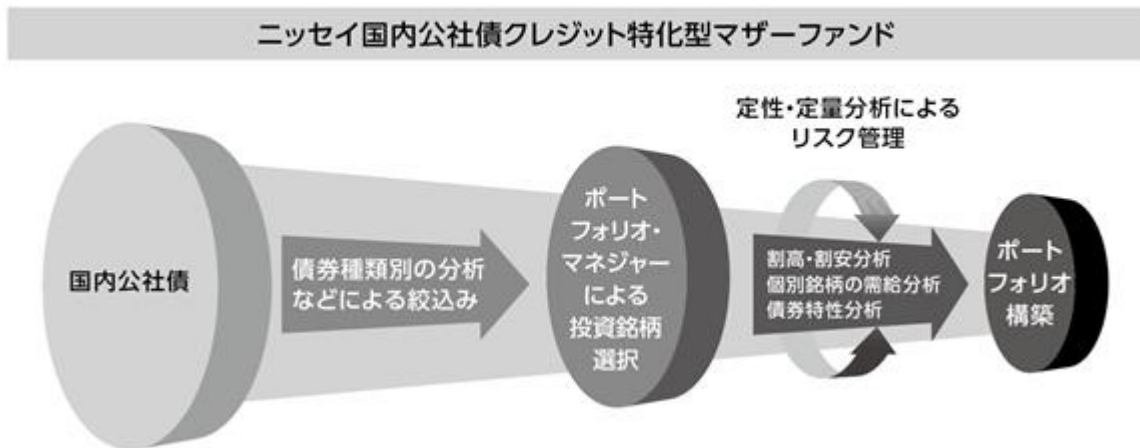 ニッセイ国内公社債クレジット特化型マザーファンド
定性・定量分析による
リスク管理
国内公社債
債券種類別の分析
などによる絞込み
ポート
フォリオ・
マネジャー
による
投資銘柄
選択
割高・割安分析
個別銘柄の需給分析
債券特性分析
ポート
フォリオ
構築